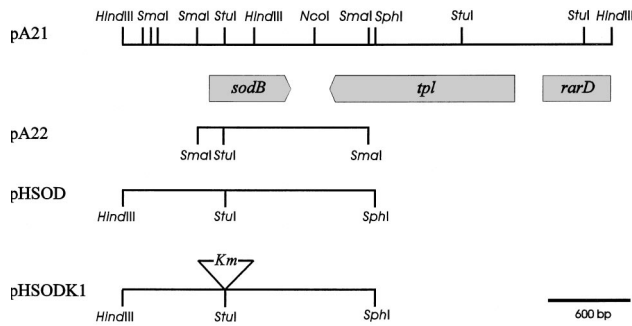 HindIII SmaI SmaI StuI HindIII NcoI SmaI SphI StuI StuI HindIII
pA21
sodB tpl rarD
pA22
SmaI StuI SmaI
pHSOD
HindIII StuI SphI
Km
pHSODK1
HindIII StuI SphI
600 bp